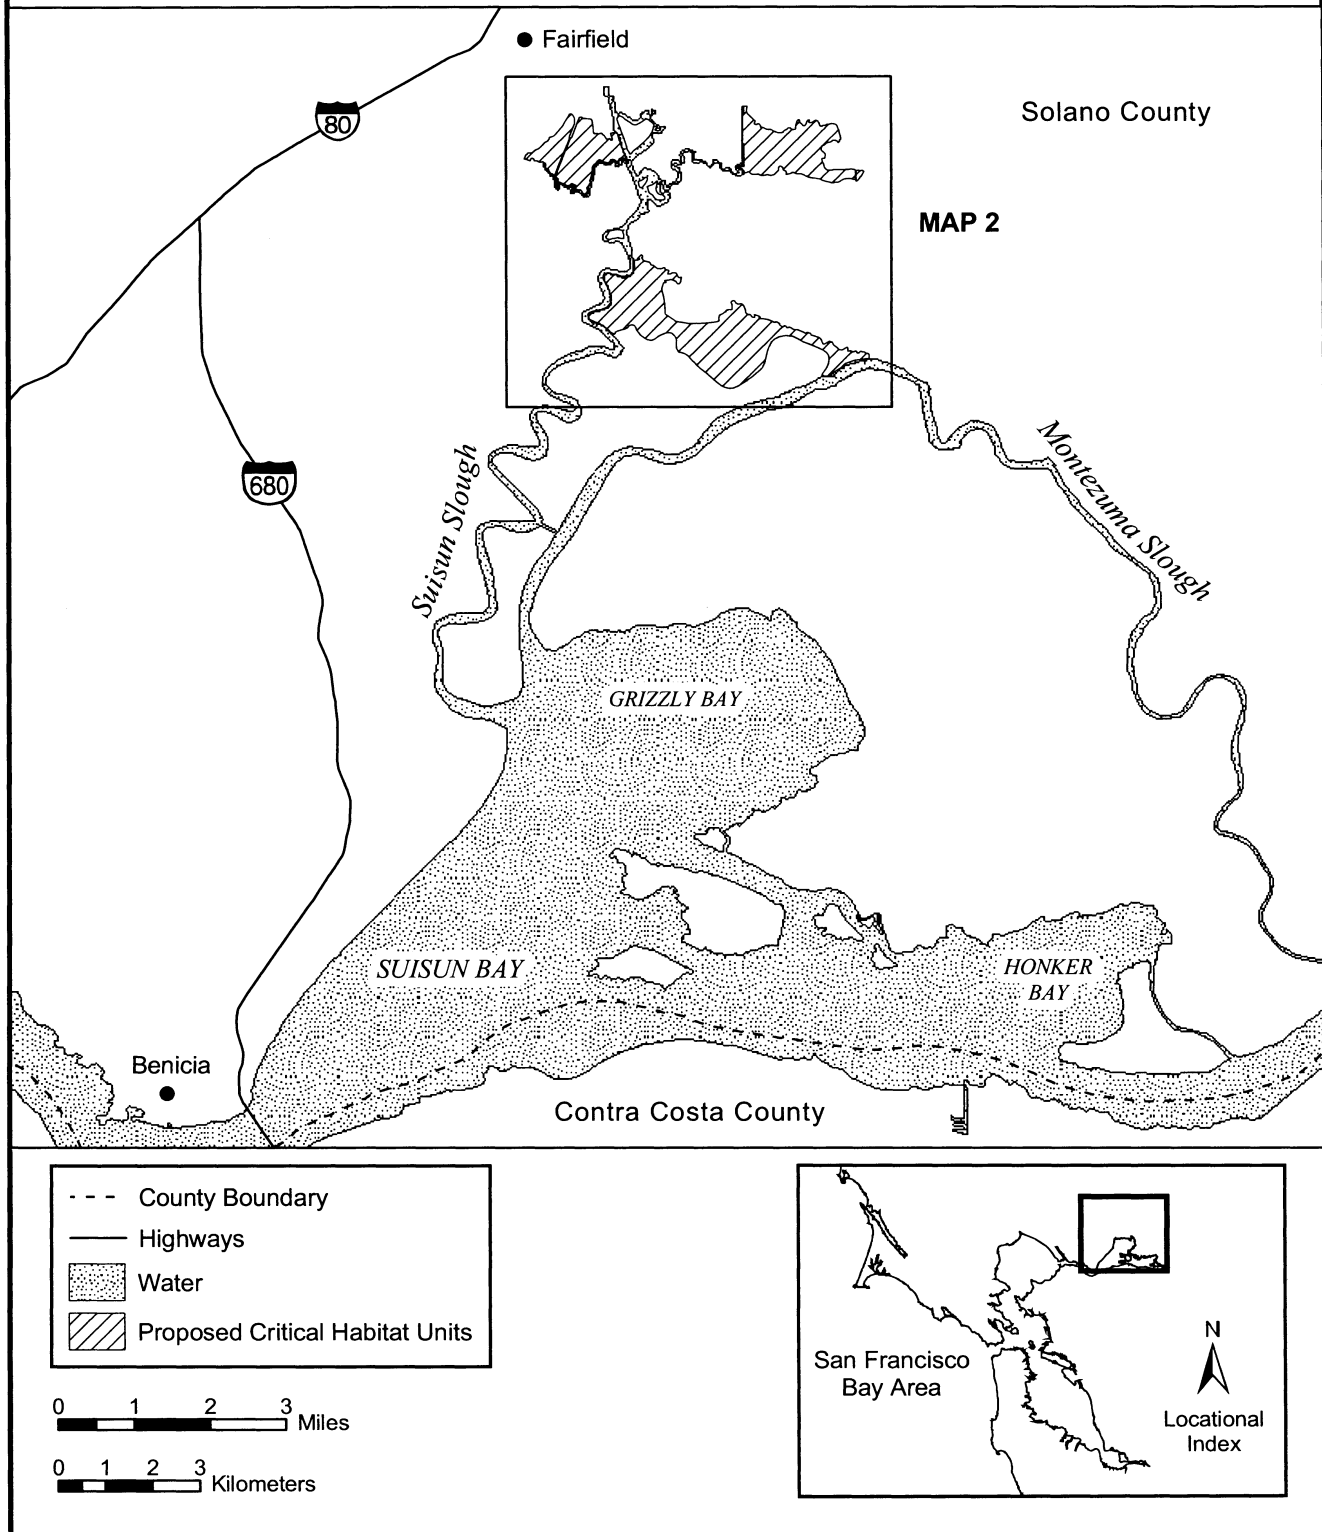 Fairfield
80
Solano County
MAP 2
680
Suisun Slough
Montezuma Slough
GRIZZLY BAY
SUISUN BAY
HONKER
BAY
Benicia
Contra Costa County
County Boundary
Highways
Water
Proposed Critical Habitat Units
0 1 2 3
Miles
0 1 2 3
Kilometers
San Francisco
Bay Area
N
Locational
Index